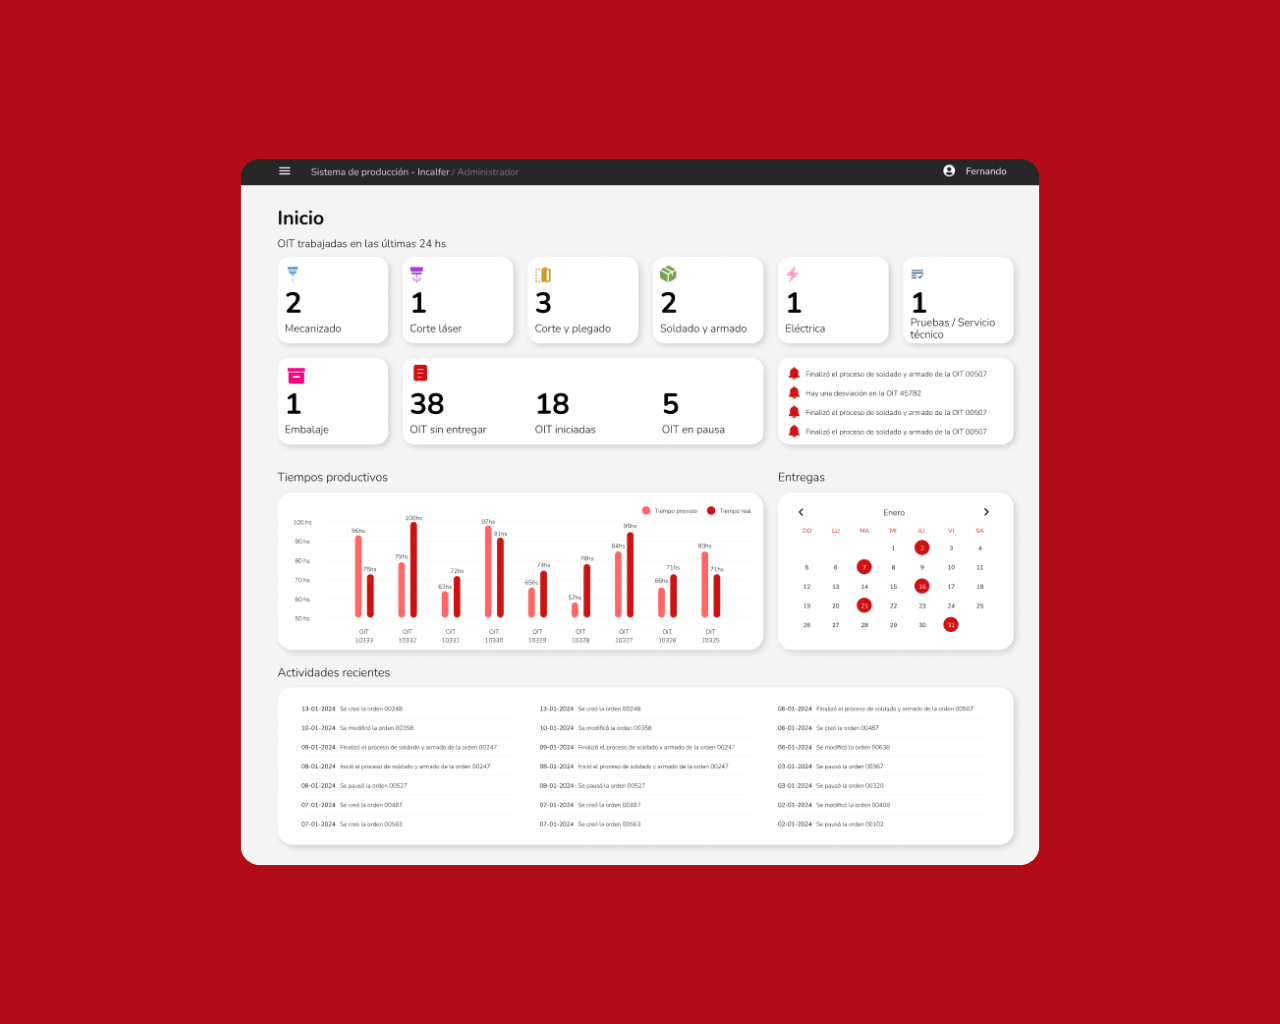 Sistema de producción - Incalfer / Administrador
Fernando
Inicio
OIT trabajadas en las últimas 24 hs
2
Mecanizado
1
Corte láser
3
Corte y plegado
2
Soldado y armado
1
Eléctrica
1
Pruebas / Servicio
técnico
1
Embalaje
38
OIT sin entregar
18
OIT iniciadas
5
OIT en pausa
Finalizó el proceso de soldado y armado de la OIT 00507
Hay una desviación en la OIT 45782
Finalizó el proceso de soldado y armado de la OIT 00507
Finalizó el proceso de soldado y armado de la OIT 00507
Tiempos productivos
Tiempo previsto
Tiempo real
100 hs
90 hs
80 hs
70 hs
60 hs
50 hs
96hs
75hs
79hs
100hs
63hs
72hs
97hs
91hs
65hs
74hs
57hs
78hs
84hs
95hs
66hs
71hs
83hs
71hs
OIT
10333
OIT
10332
OIT
10331
OIT
10330
OIT
10329
OIT
10328
OIT
10327
OIT
10326
OIT
10325
Entregas
Enero
DO LU MA MI JU VI SA
1 2 3 4
5 6 7 8 9 10 11
12 13 14 15 16 17 18
19 20 21 22 23 24 25
26 27 28 29 30 31
Actividades recientes
13-01-2024 Se creó la orden 00248
10-01-2024 Se modificó la orden 00358
09-01-2024 Finalizó el proceso de soldado y armado de la orden 00247
08-01-2024 Inició el proceso de soldado y armado de la orden 00247
08-01-2024 Se pausó la orden 00527
07-01-2024 Se creó la orden 00487
07-01-2024 Se creó la orden 00563
13-01-2024 Se creó la orden 00248
10-01-2024 Se modificó la orden 00358
09-01-2024 Finalizó el proceso de soldado y armado de la orden 00247
08-01-2024 Inició el proceso de soldado y armado de la orden 00247
08-01-2024 Se pausó la orden 00527
07-01-2024 Se creó la orden 00487
07-01-2024 Se creó la orden 00563
06-01-2024 Finalizó el proceso de soldado y armado de la orden 00507
06-01-2024 Se creó la orden 00487
06-01-2024 Se modificó la orden 00638
03-01-2024 Se pausó la orden 00367
03-01-2024 Se pausó la orden 00320
02-01-2024 Se modificó la orden 00409
02-01-2024 Se pausó la orden 00102